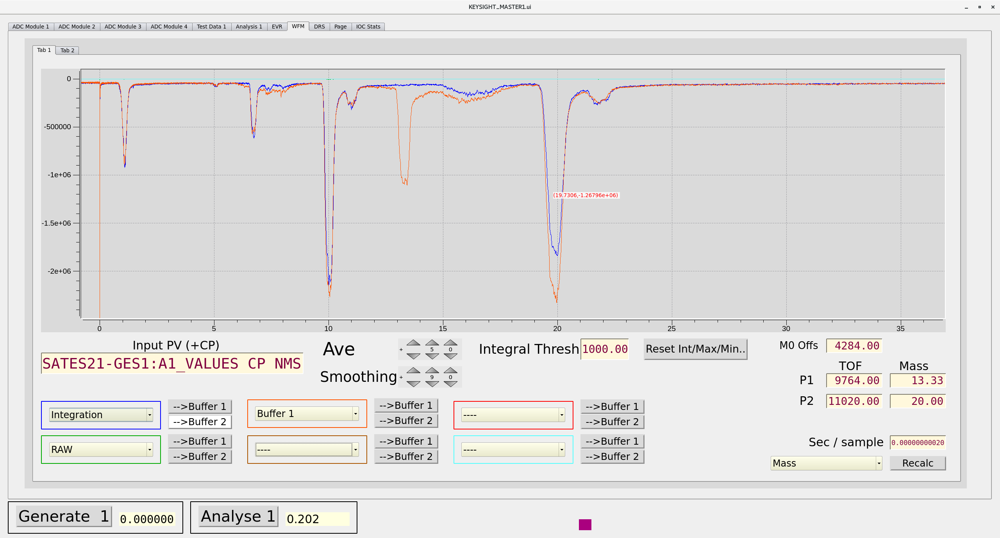 KEYSIGHT_MASTER1.ui
ADC Module 1 ADC Module 2 ADC Module 3 ADC Module 4 Test Data 1 Analysis 1 EVR WFM DRS Page IOC Stats
Tab 1 Tab 2
0
-500000
-1e+06
(19.7306,-1.26796e+06)
-1.5e+06
-2e+06
0 5 10 15 20 25 30 35
Input PV (+CP)
SATES21-GES1:A1_VALUES CP NMS
Ave + 5 0
Smoothing + 9 0
Integral Thresh 1000.00 Reset Int/Max/Min..
M0 Offs 4284.00
TOF Mass
P1 9764.00 13.33
P2 11020.00 20.00
Integration -->Buffer 1 -->Buffer 2
Buffer 1 -->Buffer 1 -->Buffer 2
---- -->Buffer 1 -->Buffer 2
RAW -->Buffer 1 -->Buffer 2
---- -->Buffer 1 -->Buffer 2
---- -->Buffer 1 -->Buffer 2
Sec / sample 0.00000000020
Mass Recalc
Generate 1 0.000000 Analyse 1 0.202